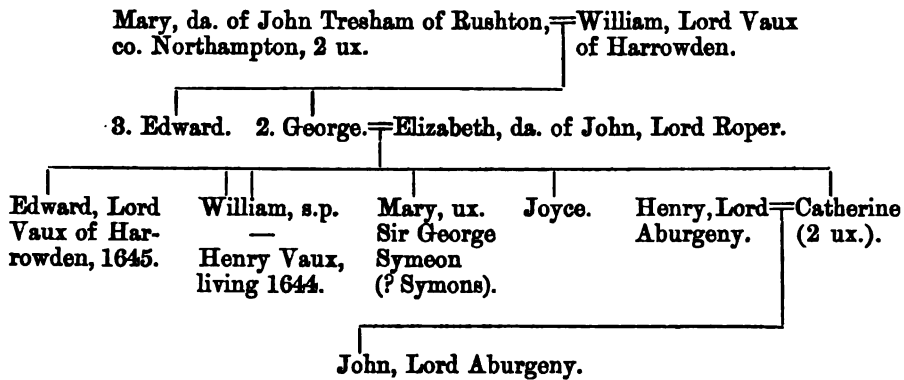 Mary, da. of John Tresham of Rushton, = William, Lord Vaux
co. Northampton, 2 ux. of Harrowden.
3. Edward. 2. George. = Elizabeth, da. of John, Lord Roper.
Edward, Lord
Vaux of Har-
rowden, 1645.
William, s.p.
—
Henry Vaux,
living 1644.
Mary, ux.
Sir George
Symeon
(? Symons).
Joyce.
Henry, Lord
Aburgeny.
= Catherine
(2 ux.).
John, Lord Aburgeny.